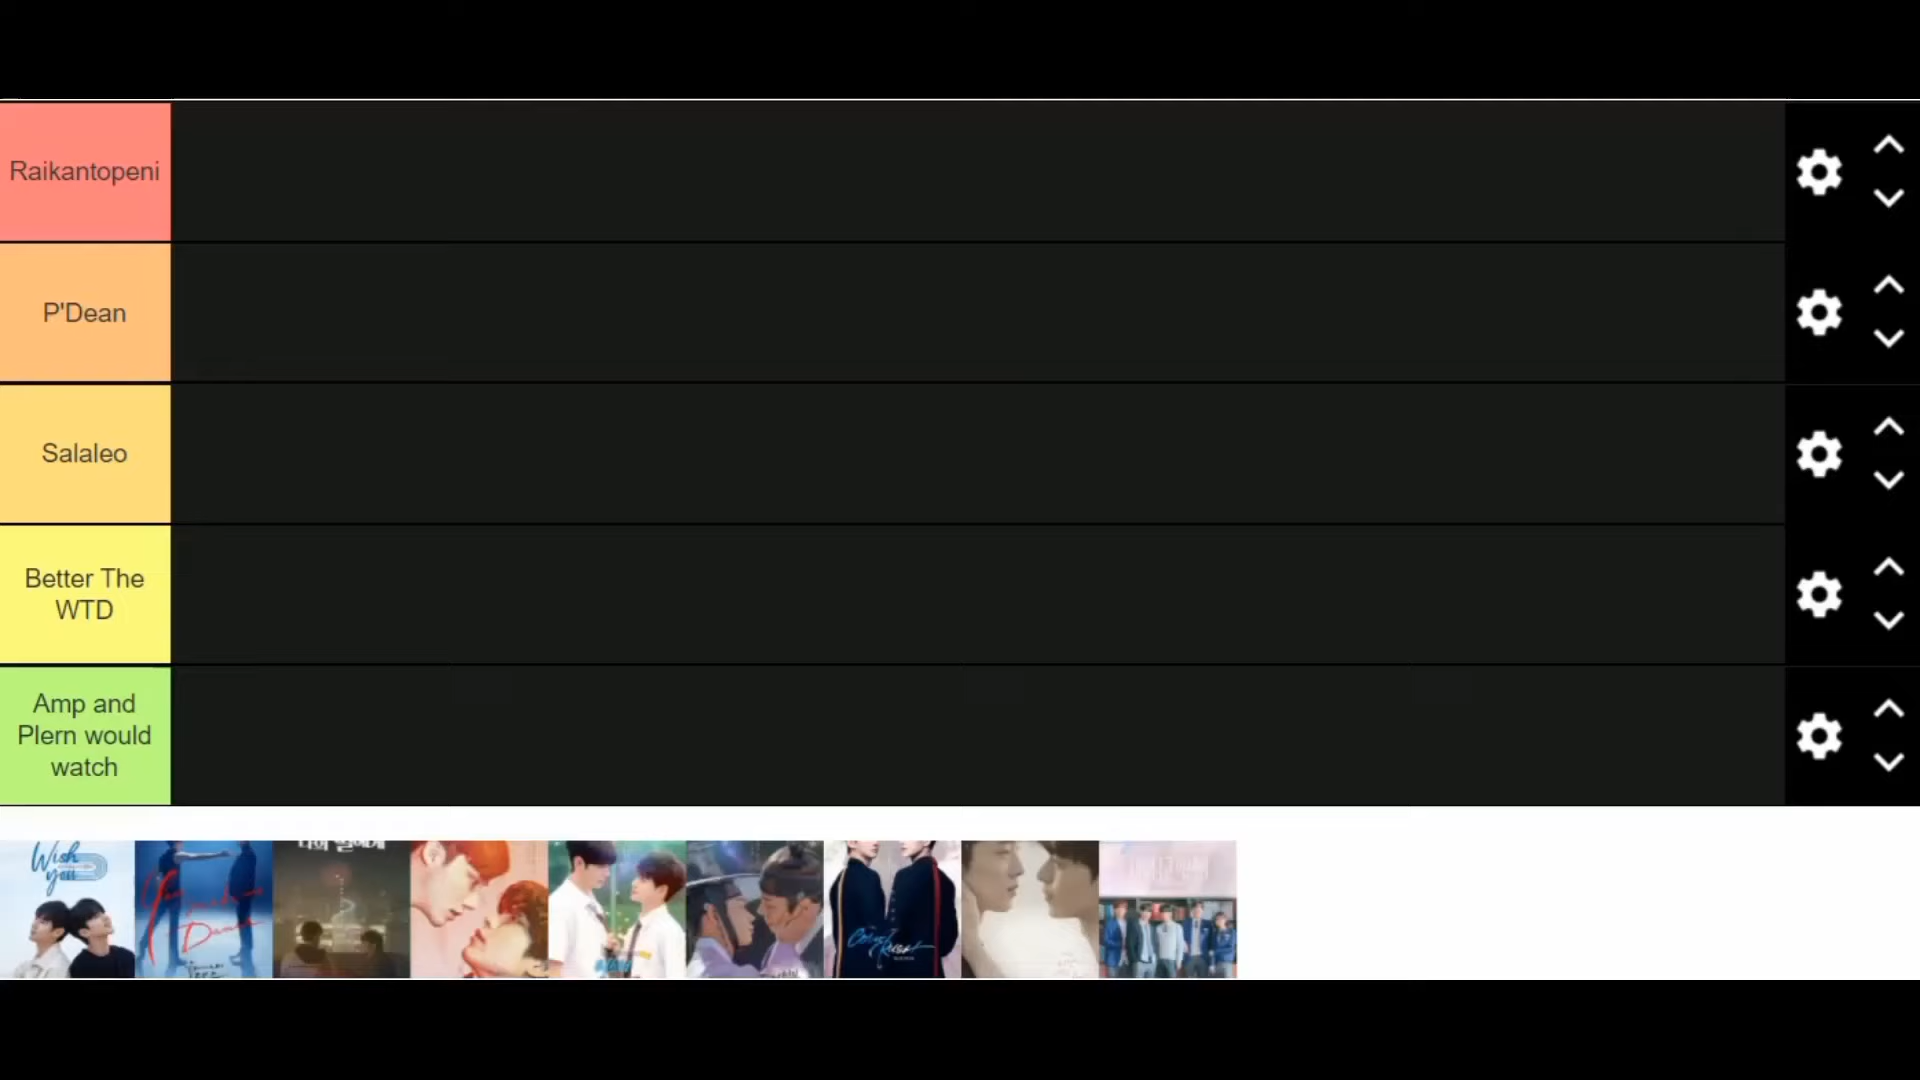 Raikantopeni
P'Dean
Salaleo
Better The
WTD
Amp and
Plern would
watch
Wish
you